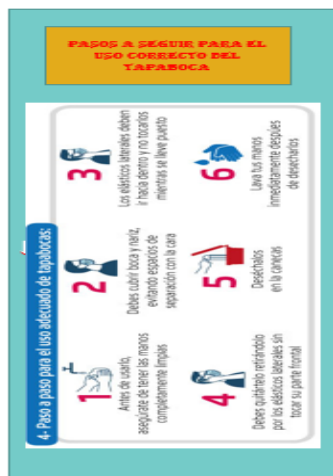 PASOS A SEGUIR PARA EL
USO CORRECTO DEL
TAPABOCA
4- Paso a paso para el uso adecuado de tapabocas:
1
Antes de usarlo,
asegúrate de tener las manos
completamente limpias
2
Debes cubrir boca y nariz,
evitando espacios de
separación con la cara
3
Los elásticos laterales deben
ir hacia dentro y no tocarlos
mientras se lleve puesto
4
Debes quitártelo retirándolo
por los elásticos laterales sin
tocar su parte frontal
5
Deséchalos
en la canecas
6
Lava tus manos
inmediatamente despúes
de desecharlos